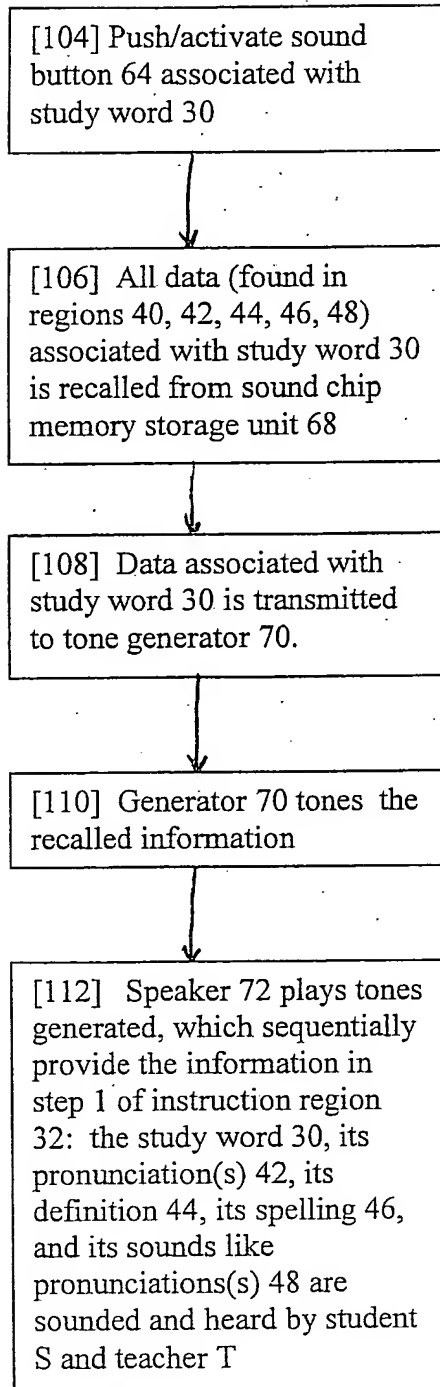 [104] Push/activate sound
button 64 associated with
study word 30
[106] All data (found in
regions 40, 42, 44, 46, 48)
associated with study word 30
is recalled from sound chip
memory storage unit 68
[108] Data associated with
study word 30 is transmitted
to tone generator 70.
[110] Generator 70 tones the
recalled information
[112] Speaker 72 plays tones
generated, which sequentially
provide the information in
step 1 of instruction region
32: the study word 30, its
pronunciation(s) 42, its
definition 44, its spelling 46,
and its sounds like
pronunciations(s) 48 are
sounded and heard by student
S and teacher T